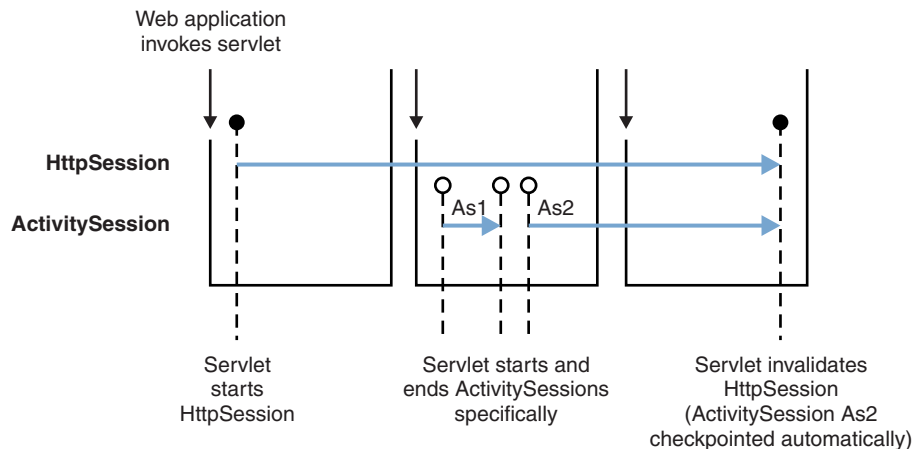 Web application
invokes servlet
HttpSession
As1
As2
ActivitySession
Servlet
starts
HttpSession
Servlet starts and
ends ActivitySessions
specifically
Servlet invalidates
HttpSession
(ActivitySession As2
checkpointed automatically)